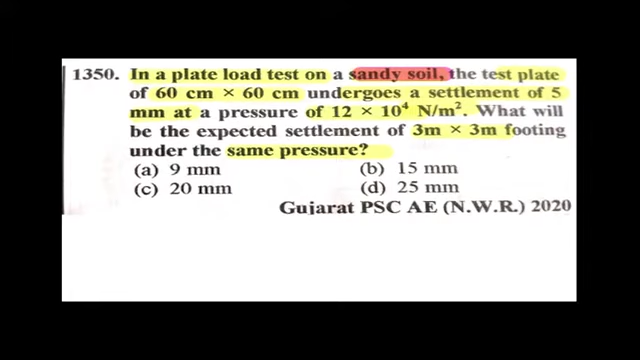 1350. In a plate load test on a sandy soil, the test plate
of 60 cm × 60 cm undergoes a settlement of 5
mm at a pressure of 12 × 10⁴ N/m². What will
be the expected settlement of 3m × 3m footing
under the same pressure?
(a) 9 mm (b) 15 mm
(c) 20 mm (d) 25 mm
Gujarat PSC AE (N.W.R.) 2020